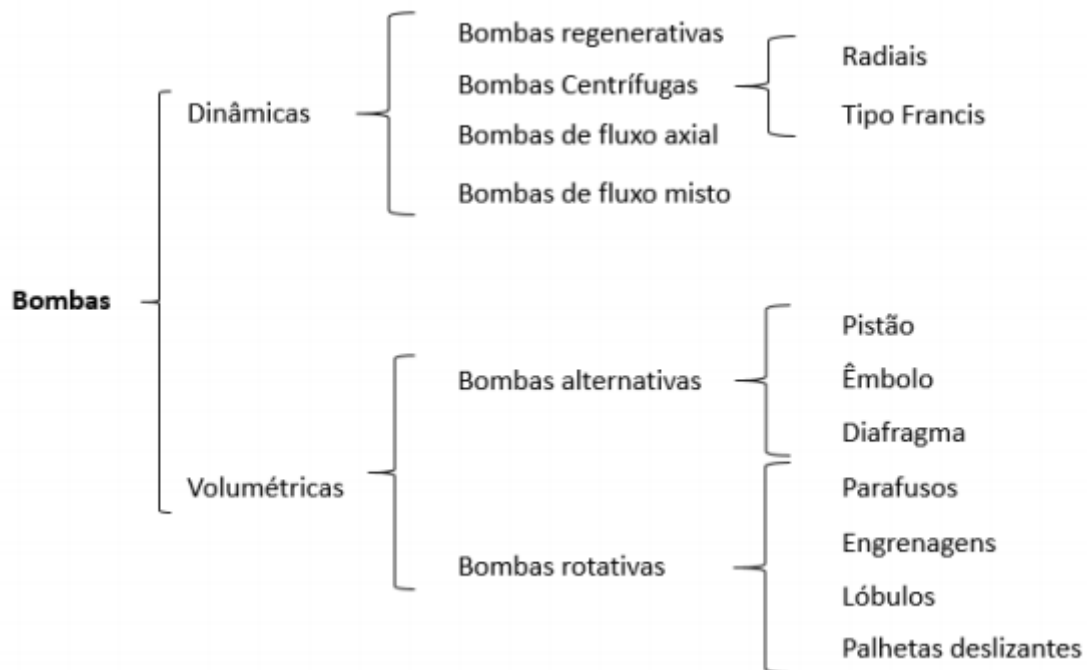 Bombas
Dinâmicas
Bombas regenerativas
Bombas Centrífugas
Radiais
Tipo Francis
Bombas de fluxo axial
Bombas de fluxo misto
Volumétricas
Bombas alternativas
Pistão
Êmbolo
Diafragma
Bombas rotativas
Parafusos
Engrenagens
Lóbulos
Palhetas deslizantes